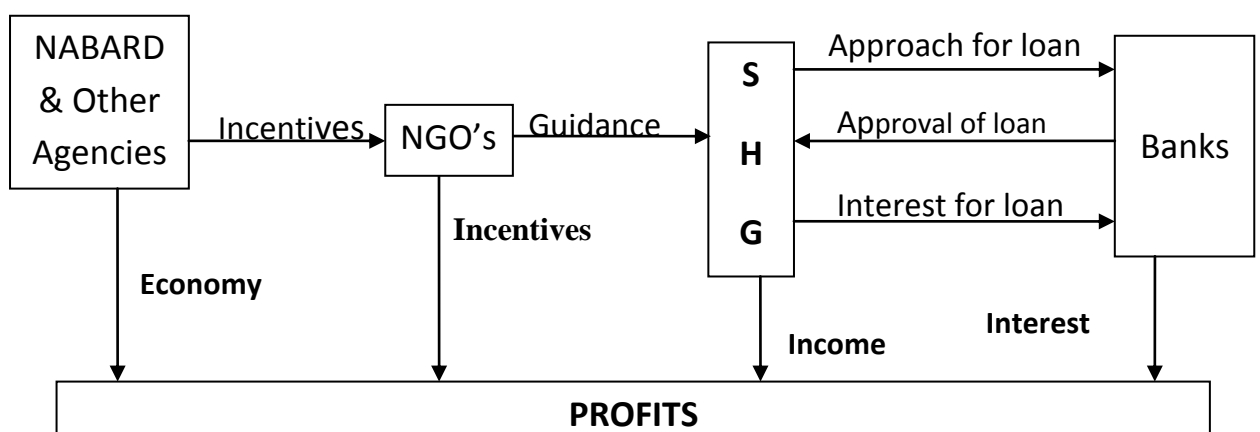 NABARD
& Other
Agencies
Incentives
NGO's
Guidance
S
H
G
Approach for loan
Approval of loan
Interest for loan
Banks
Economy
Incentives
Income
Interest
PROFITS